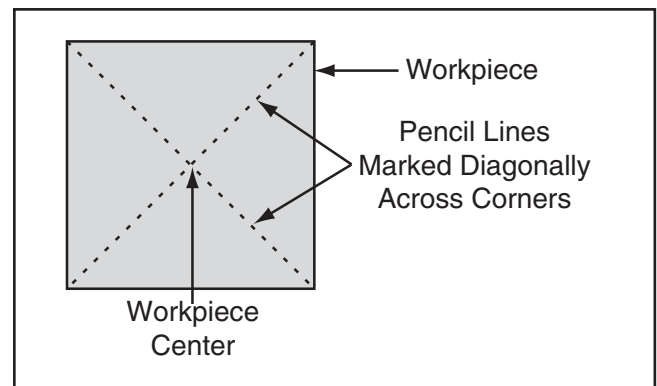 Workpiece
Pencil Lines
Marked Diagonally
Across Corners
Workpiece
Center